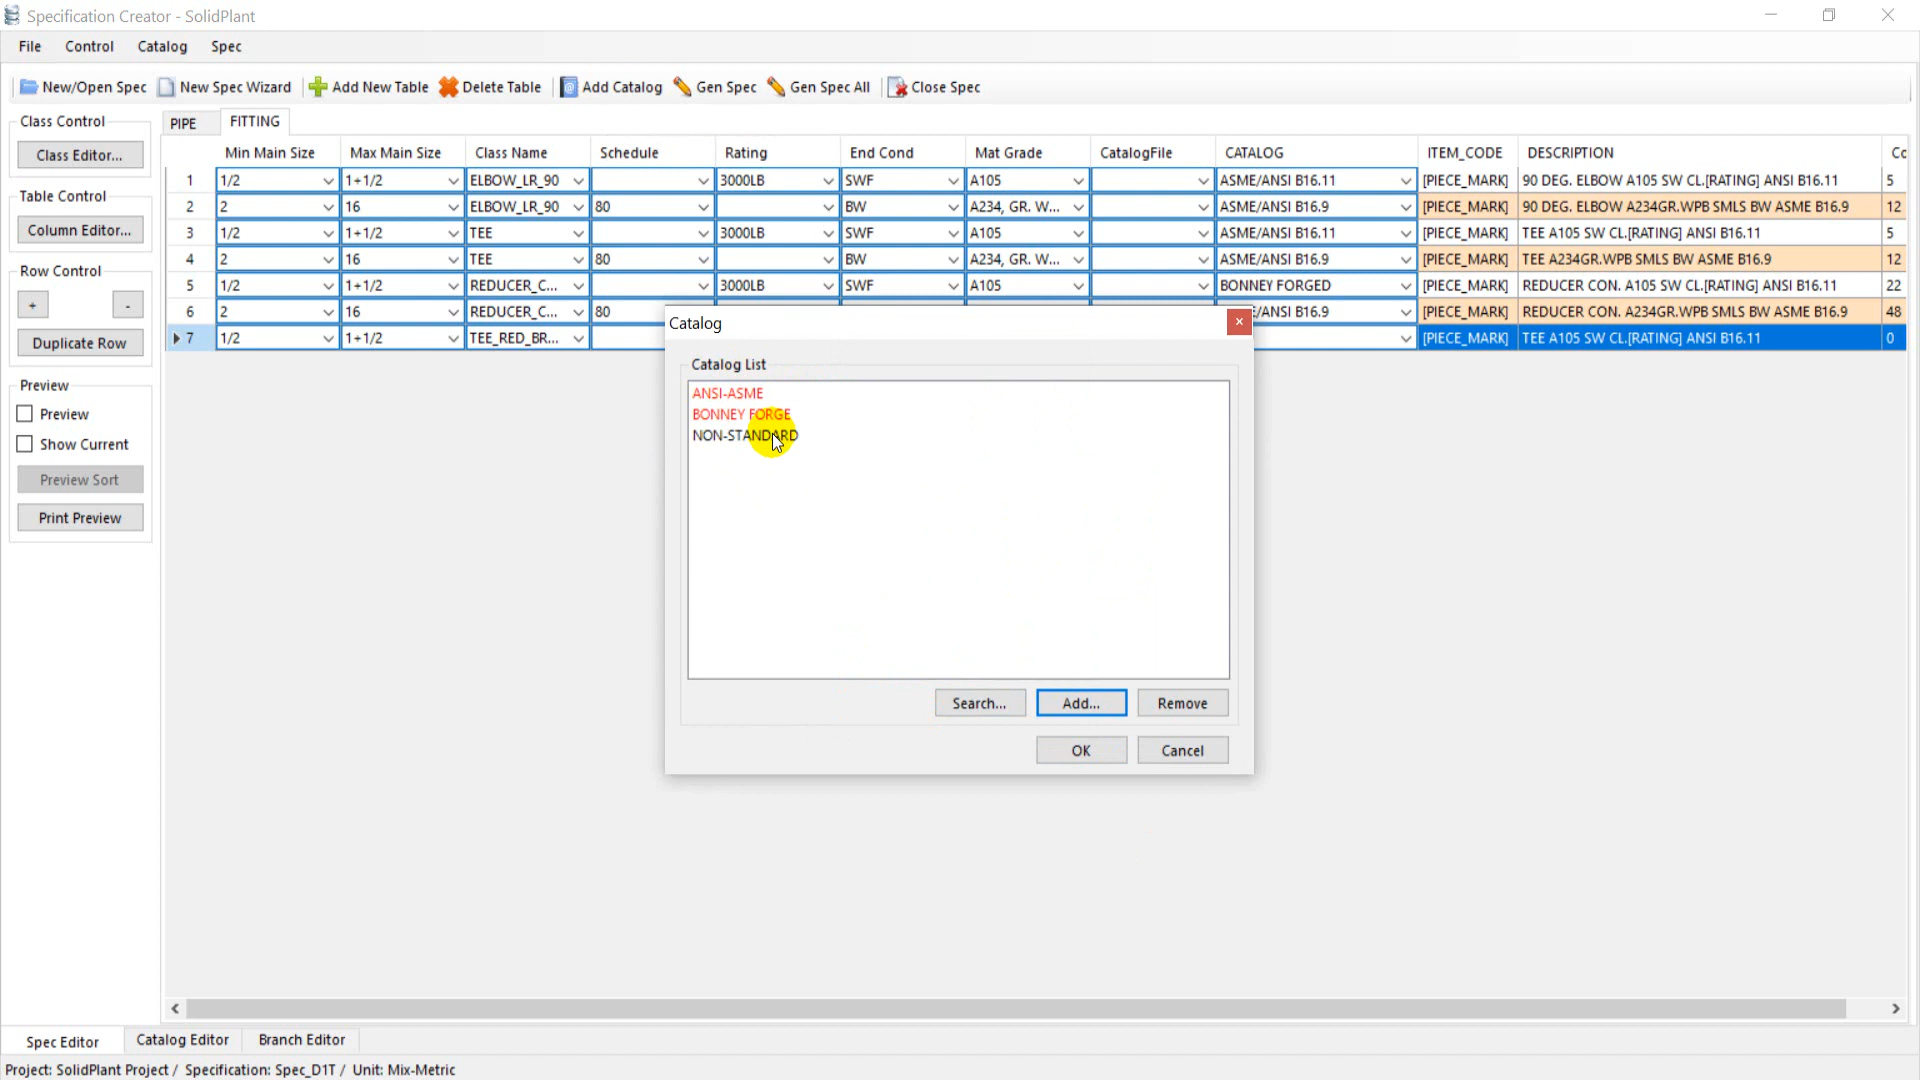 Specification Creator - SolidPlant
File Control Catalog Spec
New/Open Spec New Spec Wizard Add New Table Delete Table Add Catalog Gen Spec Gen Spec All Close Spec
Class Control
Class Editor...
Table Control
Column Editor...
Row Control
+ -
Duplicate Row
Preview
Preview
Show Current
Preview Sort
Print Preview
PIPE FITTING
Min Main Size Max Main Size Class Name Schedule Rating End Cond Mat Grade CatalogFile CATALOG ITEM_CODE DESCRIPTION Cc
1 1/2 1+1/2 ELBOW_LR_90 3000LB SWF A105 ASME/ANSI B16.11 [PIECE_MARK] 90 DEG. ELBOW A105 SW CL.[RATING] ANSI B16.11 5
2 2 16 ELBOW_LR_90 80 BW A234, GR. W... ASME/ANSI B16.9 [PIECE_MARK] 90 DEG. ELBOW A234GR.WPB SMLS BW ASME B16.9 12
3 1/2 1+1/2 TEE 3000LB SWF A105 ASME/ANSI B16.11 [PIECE_MARK] TEE A105 SW CL.[RATING] ANSI B16.11 5
4 2 16 TEE 80 BW A234, GR. W... ASME/ANSI B16.9 [PIECE_MARK] TEE A234GR.WPB SMLS BW ASME B16.9 12
5 1/2 1+1/2 REDUCER_C... 3000LB SWF A105 BONNEY FORGED [PIECE_MARK] REDUCER CON. A105 SW CL.[RATING] ANSI B16.11 22
6 2 16 REDUCER_C... 80 E/ANSI B16.9 [PIECE_MARK] REDUCER CON. A234GR.WPB SMLS BW ASME B16.9 48
7 1/2 1+1/2 TEE_RED_BR... [PIECE_MARK] TEE A105 SW CL.[RATING] ANSI B16.11 0
Catalog
Catalog List
ANSI-ASME
BONNEY FORGE
NON-STANDARD
Search... Add... Remove
OK Cancel
Spec Editor Catalog Editor Branch Editor
Project: SolidPlant Project / Specification: Spec_D1T / Unit: Mix-Metric